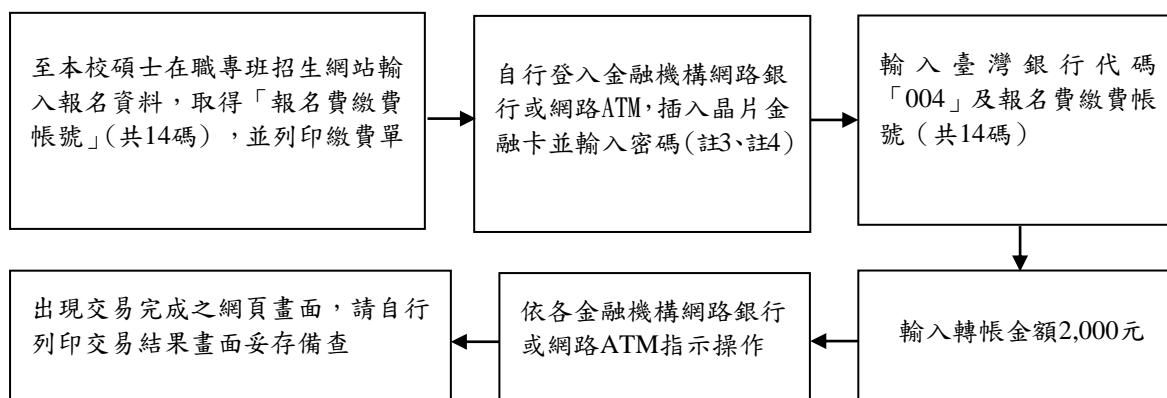 至本校碩士在職專班招生網站輸
入報名資料，取得「報名費繳費
帳號」(共14碼)，並列印繳費單
自行登入金融機構網路銀
行或網路ATM，插入晶片金
融卡並輸入密碼(註3、註4)
輸入臺灣銀行代碼
「004」及報名費繳費帳
號（共14碼）
輸入轉帳金額2,000元
依各金融機構網路銀行
或網路ATM指示操作
出現交易完成之網頁畫面，請自行
列印交易結果畫面妥存備查